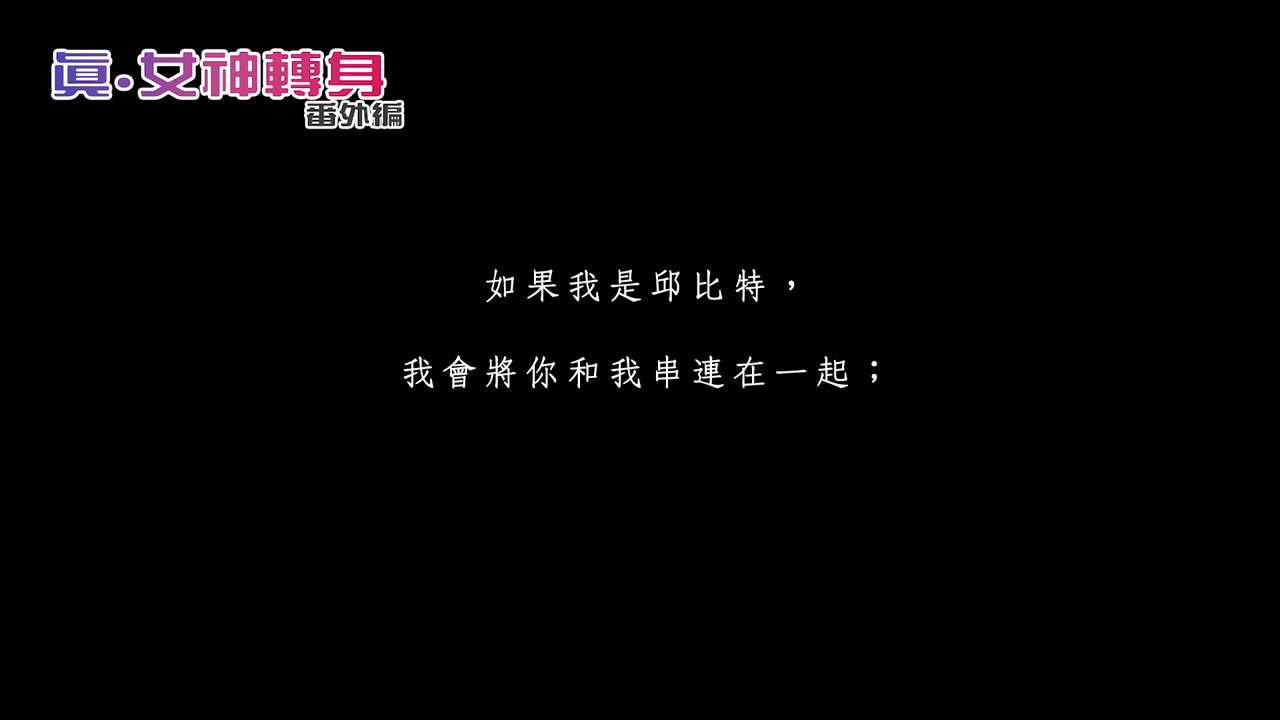 眞·女神轉身
番外編
如果我是邱比特，
我會將你和我串連在一起；